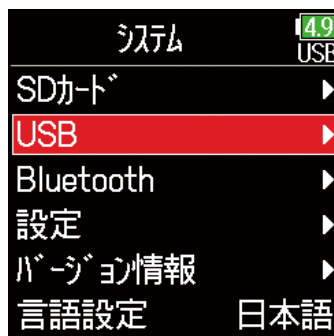 システム
4.9
USB
SDカード
USB
Bluetooth
設定
バージョン情報
言語設定 日本語